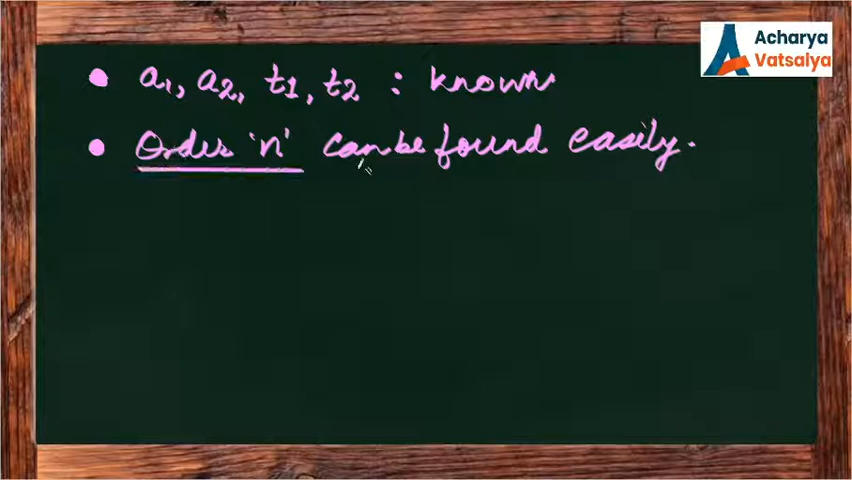 Acharya
Vatsalya
• a1, a2, t1, t2 : known
• Order 'n' can be found easily.